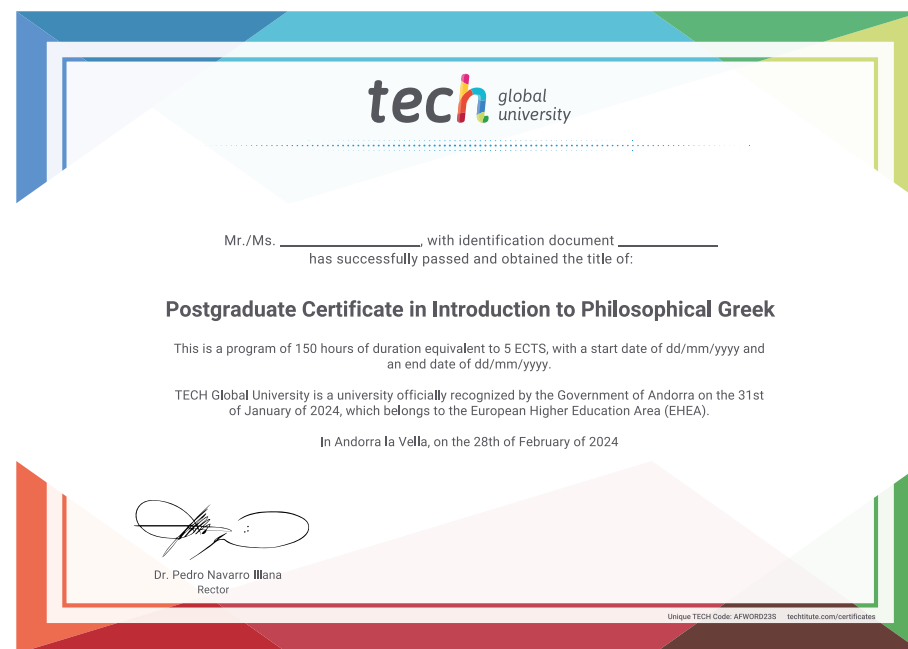 tech global university
Mr./Ms. ____________, with identification document ____________
has successfully passed and obtained the title of:
Postgraduate Certificate in Introduction to Philosophical Greek
This is a program of 150 hours of duration equivalent to 5 ECTS, with a start date of dd/mm/yyyy and
an end date of dd/mm/yyyy.
TECH Global University is a university officially recognized by the Government of Andorra on the 31st
of January of 2024, which belongs to the European Higher Education Area (EHEA).
In Andorra la Vella, on the 28th of February of 2024
Dr. Pedro Navarro Illana
Rector
Unique TECH Code: AFWORD23S techtitute.com/certificates